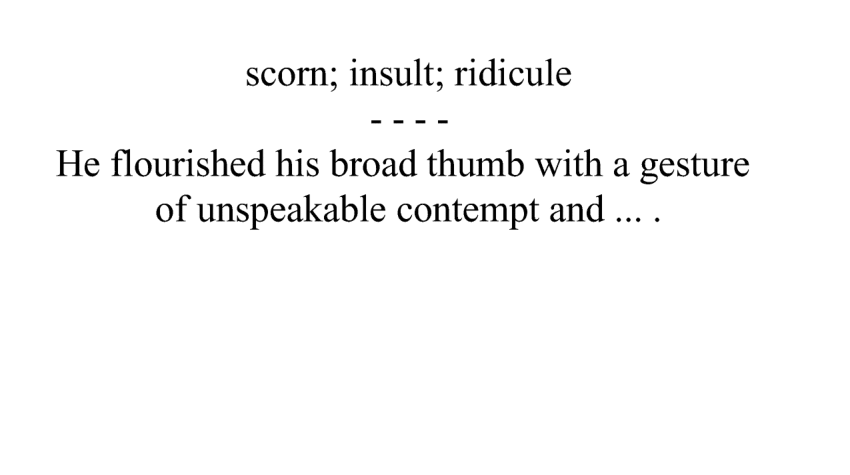 scorn; insult; ridicule
- - - -
He flourished his broad thumb with a gesture
of unspeakable contempt and ... .